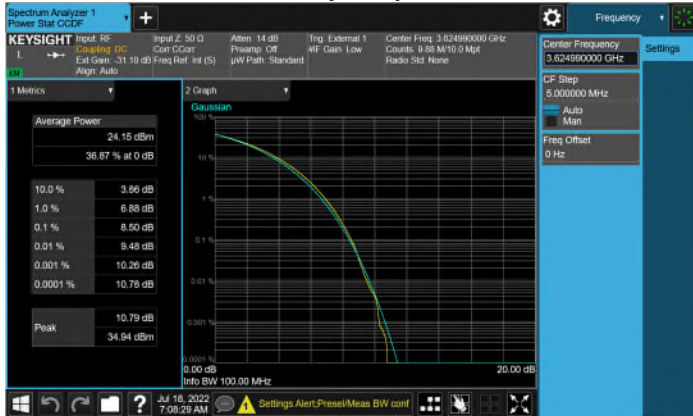 Spectrum Analyzer 1
Power Stat CCDF
Frequency
KEYSIGHT
Input: RF
Coupling: DC
Ext Gain: -31.10 dB
Align: Auto
Input Z: 50 Ω
Corr CCorr
Freq Ref: Int (S)
Atten: 14 dB
Preamp: Off
µW Path: Standard
Trig: External 1
#IF Gain: Low
Center Freq: 3.624990000 GHz
Counts: 9.88 M/10.0 Mpt
Radio Std: None
L
Center Frequency
3.624990000 GHz
Settings
CF Step
5.000000 MHz
Auto
Man
Freq Offset
0 Hz
1 Metrics
Average Power
24.15 dBm
36.87 % at 0 dB
10.0 % 3.86 dB
1.0 % 6.88 dB
0.1 % 8.50 dB
0.01 % 9.48 dB
0.001 % 10.26 dB
0.0001 % 10.78 dB
Peak
10.79 dB
34.94 dBm
2 Graph
Gaussian
100 %
10 %
1 %
0.1 %
0.01 %
0.001 %
0.0001 %
0.00 dB
20.00 dB
Info BW 100.00 MHz
?
Jul 18, 2022
7:08:29 AM
Settings Alert;Presel/Meas BW conf